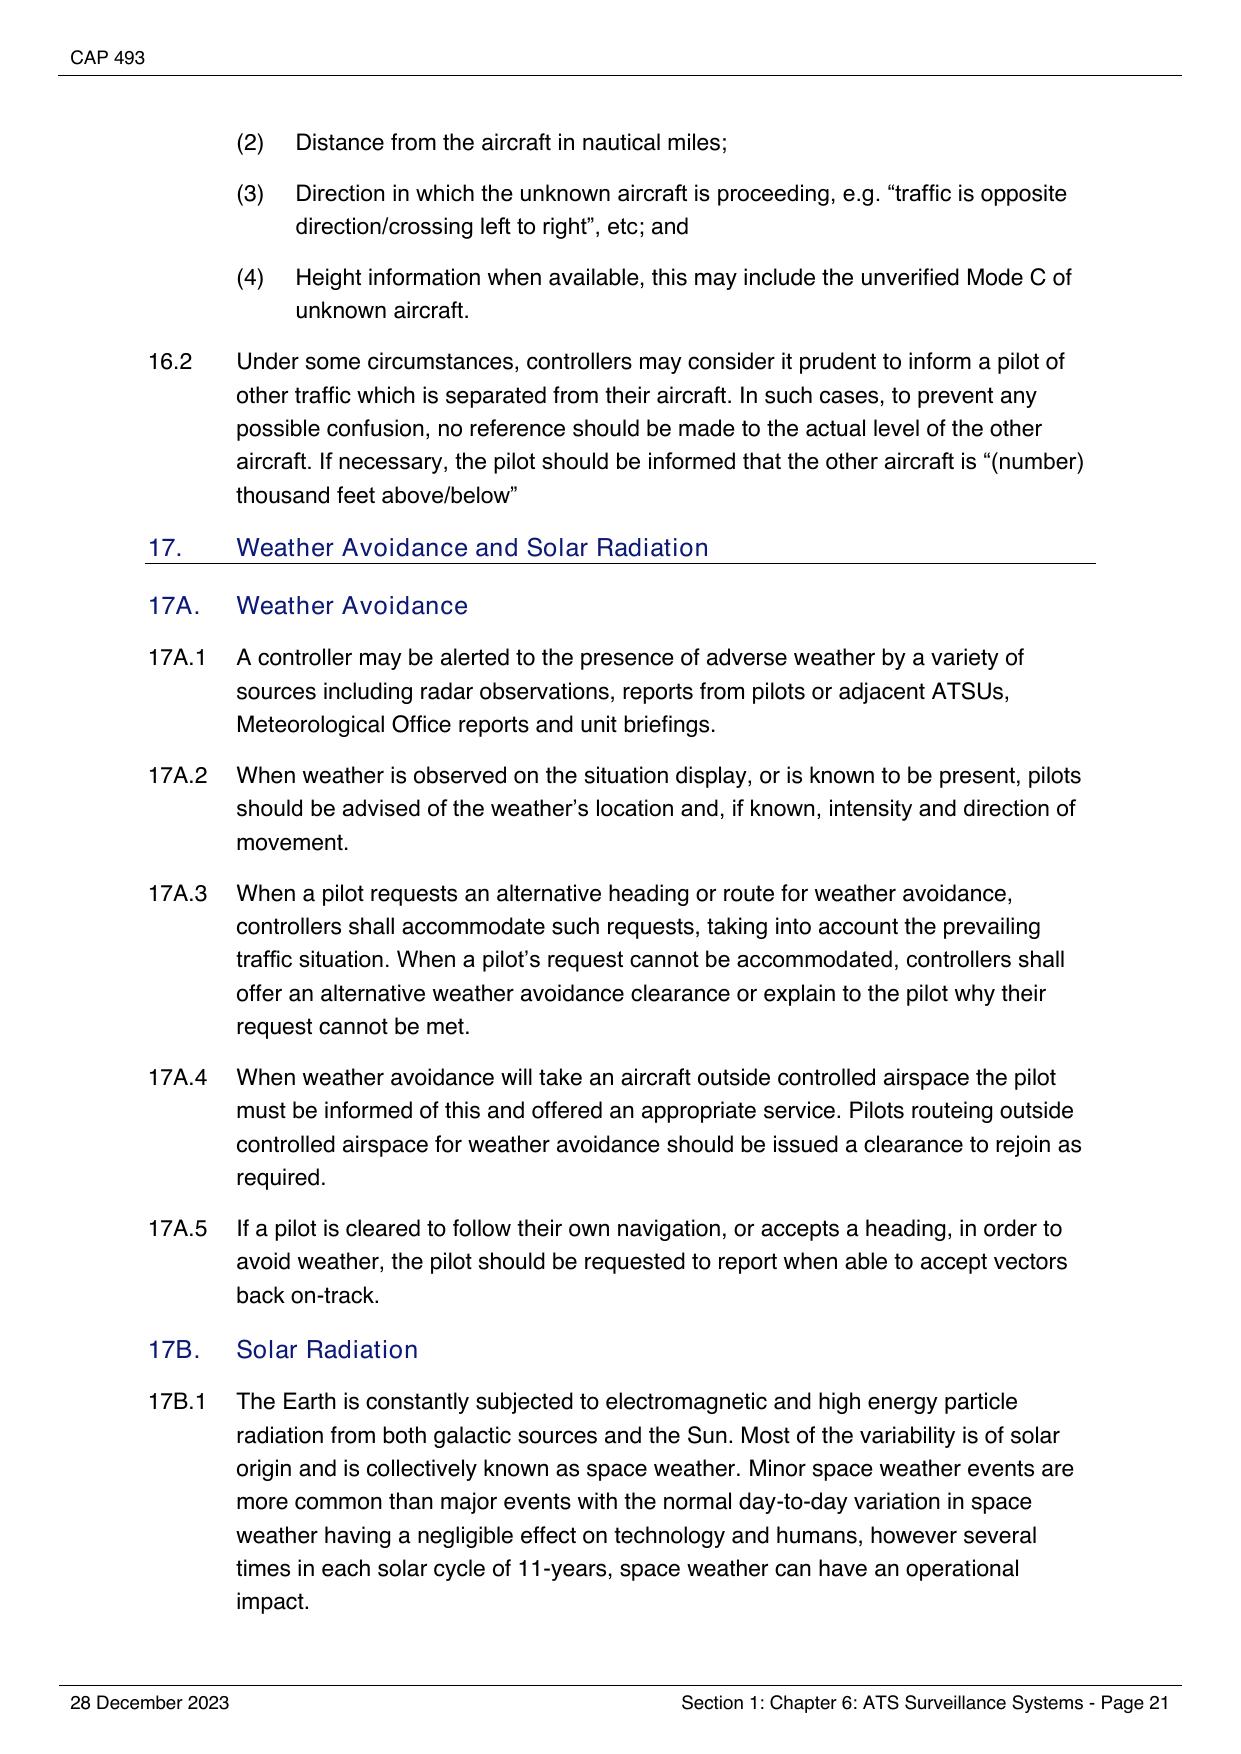 CAP 493
(2) Distance from the aircraft in nautical miles;
(3) Direction in which the unknown aircraft is proceeding, e.g. “traffic is opposite
direction/crossing left to right”, etc; and
(4) Height information when available, this may include the unverified Mode C of
unknown aircraft.
16.2 Under some circumstances, controllers may consider it prudent to inform a pilot of
other traffic which is separated from their aircraft. In such cases, to prevent any
possible confusion, no reference should be made to the actual level of the other
aircraft. If necessary, the pilot should be informed that the other aircraft is “(number)
thousand feet above/below”
17. Weather Avoidance and Solar Radiation
17A. Weather Avoidance
17A.1 A controller may be alerted to the presence of adverse weather by a variety of
sources including radar observations, reports from pilots or adjacent ATSUs,
Meteorological Office reports and unit briefings.
17A.2 When weather is observed on the situation display, or is known to be present, pilots
should be advised of the weather’s location and, if known, intensity and direction of
movement.
17A.3 When a pilot requests an alternative heading or route for weather avoidance,
controllers shall accommodate such requests, taking into account the prevailing
traffic situation. When a pilot’s request cannot be accommodated, controllers shall
offer an alternative weather avoidance clearance or explain to the pilot why their
request cannot be met.
17A.4 When weather avoidance will take an aircraft outside controlled airspace the pilot
must be informed of this and offered an appropriate service. Pilots routeing outside
controlled airspace for weather avoidance should be issued a clearance to rejoin as
required.
17A.5 If a pilot is cleared to follow their own navigation, or accepts a heading, in order to
avoid weather, the pilot should be requested to report when able to accept vectors
back on-track.
17B. Solar Radiation
17B.1 The Earth is constantly subjected to electromagnetic and high energy particle
radiation from both galactic sources and the Sun. Most of the variability is of solar
origin and is collectively known as space weather. Minor space weather events are
more common than major events with the normal day-to-day variation in space
weather having a negligible effect on technology and humans, however several
times in each solar cycle of 11-years, space weather can have an operational
impact.
28 December 2023 Section 1: Chapter 6: ATS Surveillance Systems - Page 21